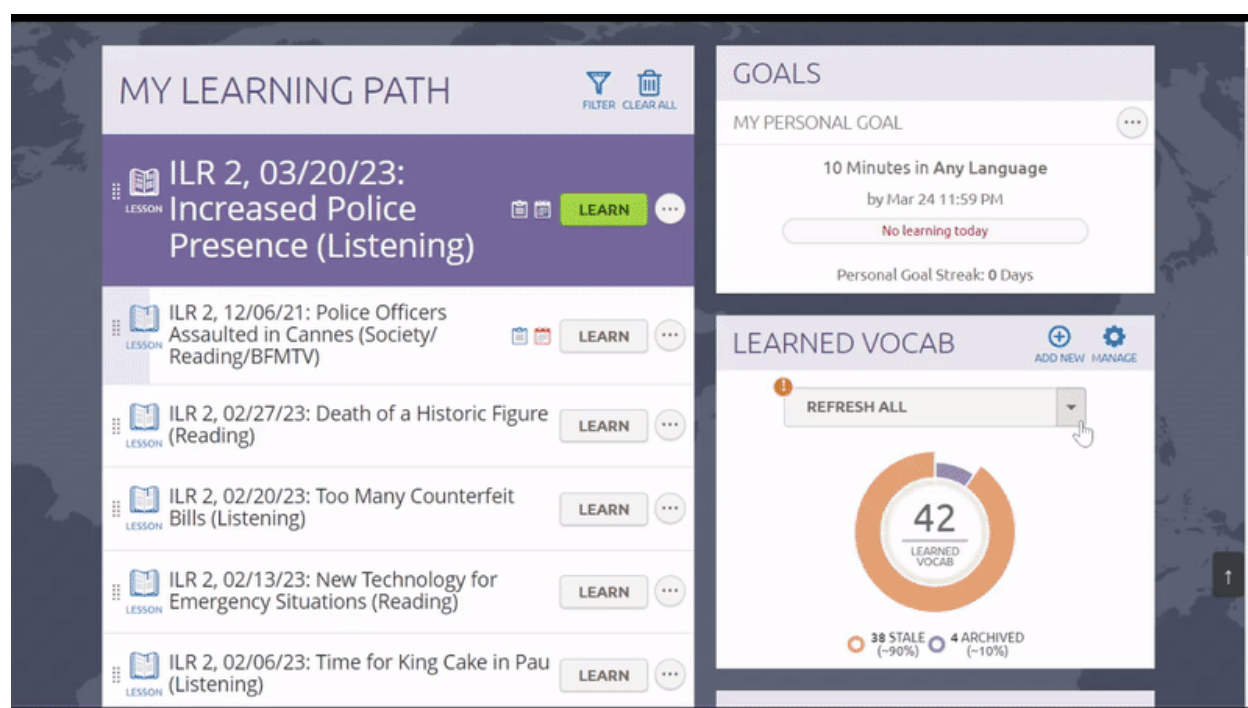 MY LEARNING PATH
FILTER CLEAR ALL
LESSON
ILR 2, 03/20/23:
Increased Police
Presence (Listening)
LEARN
LESSON
ILR 2, 12/06/21: Police Officers
Assaulted in Cannes (Society/
Reading/BFMTV)
LEARN
LESSON
ILR 2, 02/27/23: Death of a Historic Figure
(Reading)
LEARN
LESSON
ILR 2, 02/20/23: Too Many Counterfeit
Bills (Listening)
LEARN
LESSON
ILR 2, 02/13/23: New Technology for
Emergency Situations (Reading)
LEARN
LESSON
ILR 2, 02/06/23: Time for King Cake in Pau
(Listening)
LEARN
GOALS
MY PERSONAL GOAL
10 Minutes in Any Language
by Mar 24 11:59 PM
No learning today
Personal Goal Streak: 0 Days
LEARNED VOCAB
ADD NEW MANAGE
REFRESH ALL
42
LEARNED
VOCAB
38 STALE
(~90%)
4 ARCHIVED
(~10%)